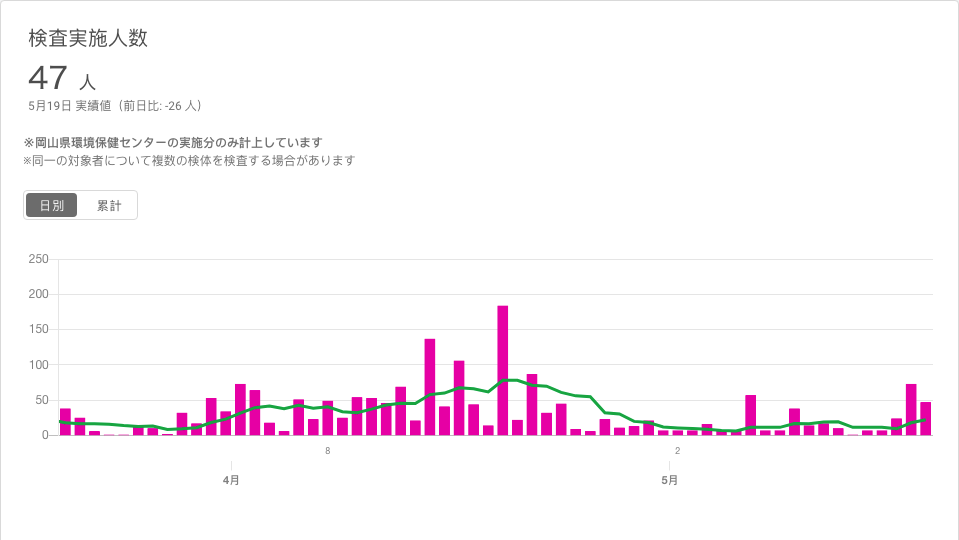 検査実施人数
47 人
5月19日 実績値（前日比: -26 人）
※岡山県環境保健センターの実施分のみ計上しています
※同一の対象者について複数の検体を検査する場合があります
日別 累計
250
200
150
100
50
0
8 2
4月 5月